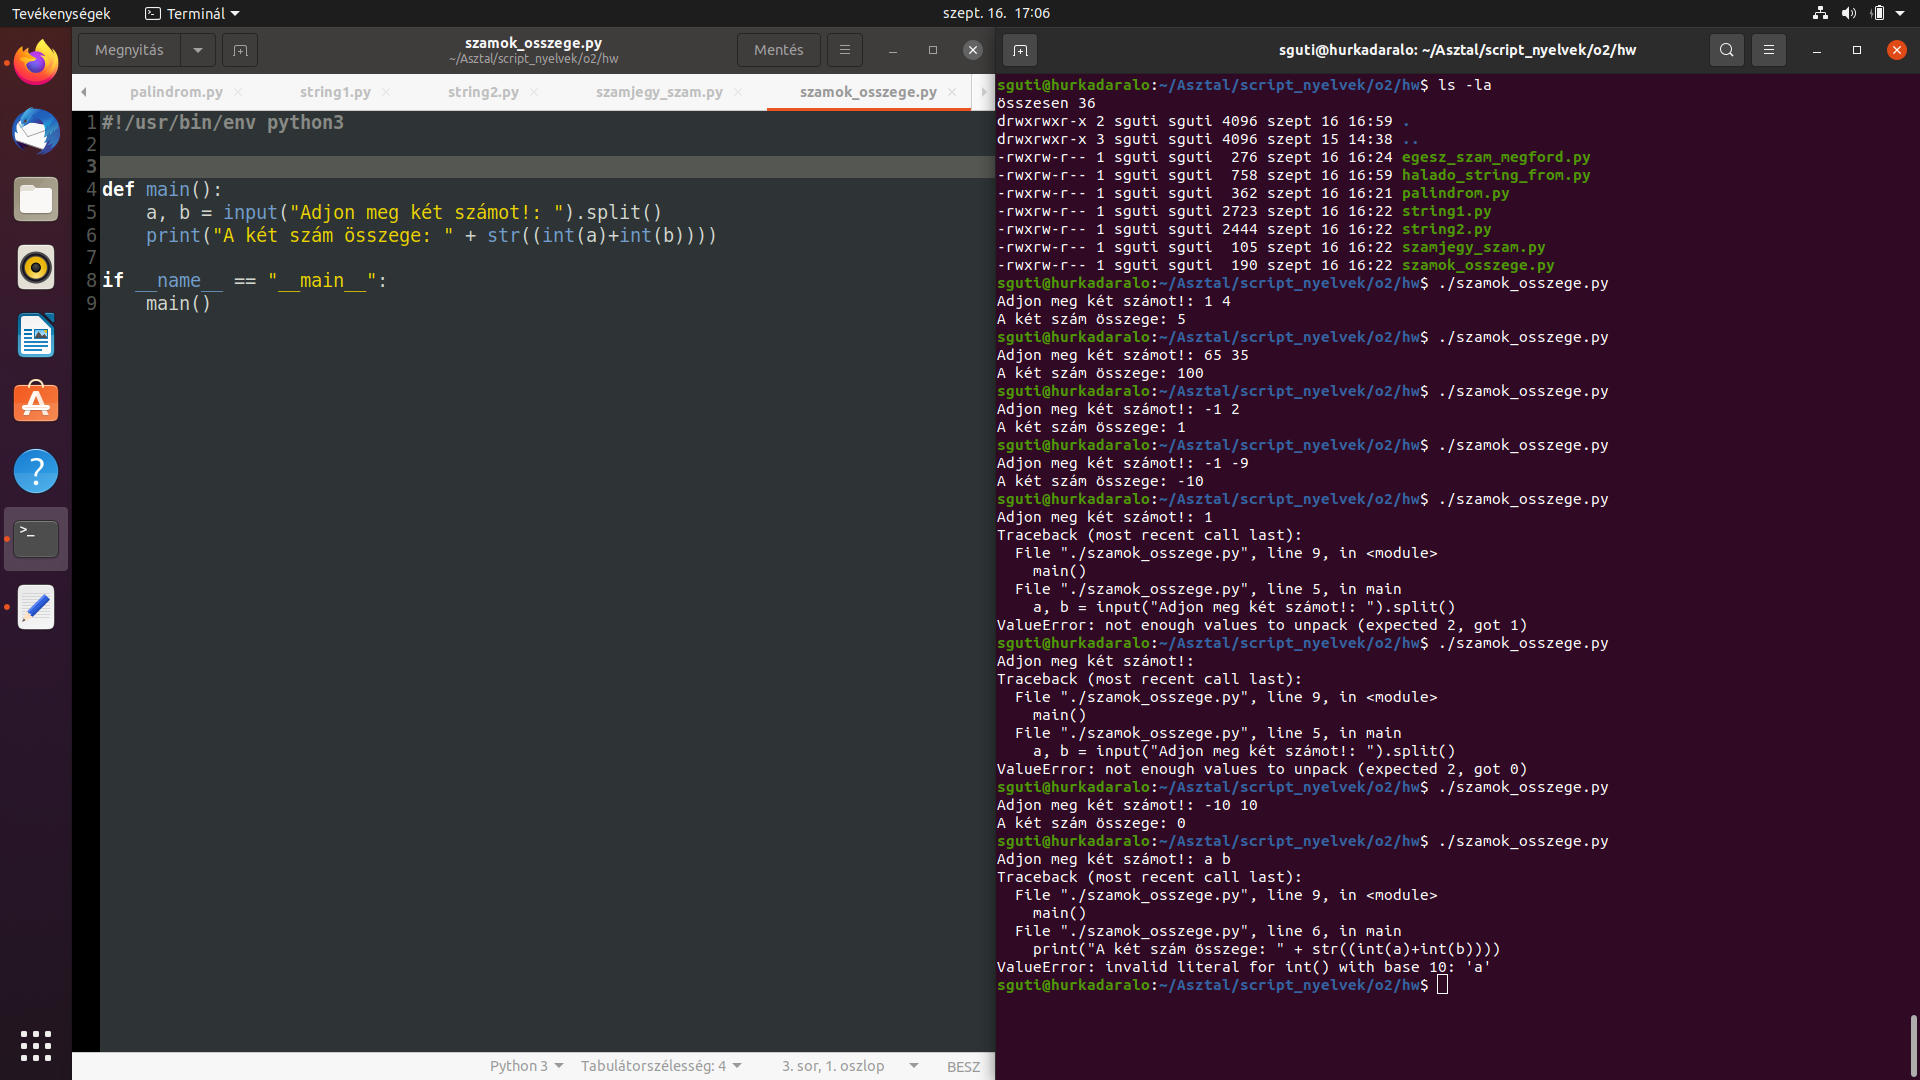 Tevékenységek
Terminál
szept. 16. 17:06
Megnyitás
szamok_osszege.py
~/Asztal/script_nyelvek/o2/hw
Mentés
palindrom.py
string1.py
string2.py
szamjegy_szam.py
szamok_osszege.py
1 #!/usr/bin/env python3
2
3
4 def main():
5     a, b = input("Adjon meg két számot!: ").split()
6     print("A két szám összege: " + str((int(a)+int(b))))
7
8 if __name__ == "__main__":
9     main()
Python 3
Tabulátorszélesség: 4
3. sor, 1. oszlop
BESZ
sguti@hurkadaralo: ~/Asztal/script_nyelvek/o2/hw
sguti@hurkadaralo:~/Asztal/script_nyelvek/o2/hw$ ls -la
összesen 36
drwxrwxr-x 2 sguti sguti 4096 szept 16 16:59 .
drwxrwxr-x 3 sguti sguti 4096 szept 15 14:38 ..
-rwxrw-r-- 1 sguti sguti  276 szept 16 16:24 egesz_szam_megford.py
-rwxrw-r-- 1 sguti sguti  758 szept 16 16:59 halado_string_from.py
-rwxrw-r-- 1 sguti sguti  362 szept 16 16:21 palindrom.py
-rwxrw-r-- 1 sguti sguti 2723 szept 16 16:22 string1.py
-rwxrw-r-- 1 sguti sguti 2444 szept 16 16:22 string2.py
-rwxrw-r-- 1 sguti sguti  105 szept 16 16:22 szamjegy_szam.py
-rwxrw-r-- 1 sguti sguti  190 szept 16 16:22 szamok_osszege.py
sguti@hurkadaralo:~/Asztal/script_nyelvek/o2/hw$ ./szamok_osszege.py
Adjon meg két számot!: 1 4
A két szám összege: 5
sguti@hurkadaralo:~/Asztal/script_nyelvek/o2/hw$ ./szamok_osszege.py
Adjon meg két számot!: 65 35
A két szám összege: 100
sguti@hurkadaralo:~/Asztal/script_nyelvek/o2/hw$ ./szamok_osszege.py
Adjon meg két számot!: -1 2
A két szám összege: 1
sguti@hurkadaralo:~/Asztal/script_nyelvek/o2/hw$ ./szamok_osszege.py
Adjon meg két számot!: -1 -9
A két szám összege: -10
sguti@hurkadaralo:~/Asztal/script_nyelvek/o2/hw$ ./szamok_osszege.py
Adjon meg két számot!: 1
Traceback (most recent call last):
  File "./szamok_osszege.py", line 9, in <module>
    main()
  File "./szamok_osszege.py", line 5, in main
    a, b = input("Adjon meg két számot!: ").split()
ValueError: not enough values to unpack (expected 2, got 1)
sguti@hurkadaralo:~/Asztal/script_nyelvek/o2/hw$ ./szamok_osszege.py
Adjon meg két számot!:
Traceback (most recent call last):
  File "./szamok_osszege.py", line 9, in <module>
    main()
  File "./szamok_osszege.py", line 5, in main
    a, b = input("Adjon meg két számot!: ").split()
ValueError: not enough values to unpack (expected 2, got 0)
sguti@hurkadaralo:~/Asztal/script_nyelvek/o2/hw$ ./szamok_osszege.py
Adjon meg két számot!: -10 10
A két szám összege: 0
sguti@hurkadaralo:~/Asztal/script_nyelvek/o2/hw$ ./szamok_osszege.py
Adjon meg két számot!: a b
Traceback (most recent call last):
  File "./szamok_osszege.py", line 9, in <module>
    main()
  File "./szamok_osszege.py", line 6, in main
    print("A két szám összege: " + str((int(a)+int(b))))
ValueError: invalid literal for int() with base 10: 'a'
sguti@hurkadaralo:~/Asztal/script_nyelvek/o2/hw$